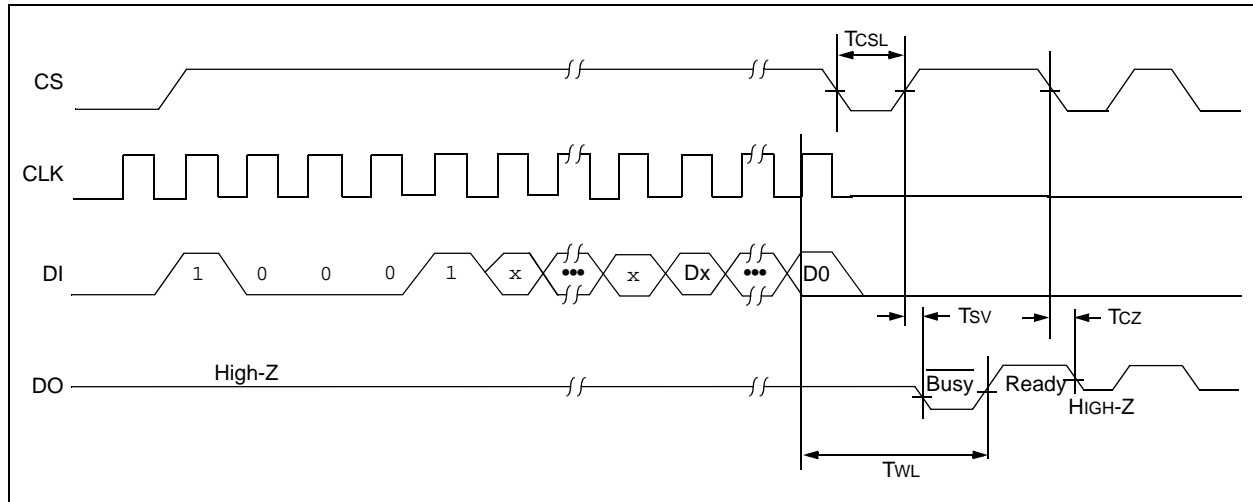 TCSL
CS
CLK
DI 1 0 0 0 1 x ••• x Dx ••• D0
TSV
TCZ
High-Z
DO
Busy
Ready
HIGH-Z
TWL